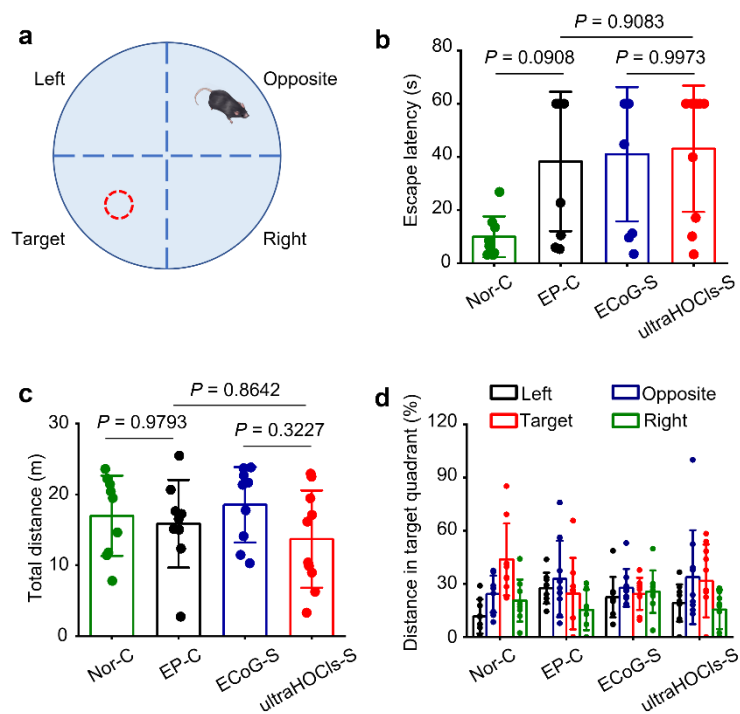 a
Left
Opposite
Target
Right
b
P = 0.9083
P = 0.0908
P = 0.9973
Escape latency (s)
80
60
40
20
0
Nor-C
EP-C
ECoG-S
ultraHOCls-S
c
P = 0.8642
P = 0.9793
P = 0.3227
Total distance (m)
30
20
10
0
Nor-C
EP-C
ECoG-S
ultraHOCls-S
d
Left
Opposite
Target
Right
Distance in target quadrant (%)
120
90
60
30
0
Nor-C
EP-C
ECoG-S
ultraHOCls-S